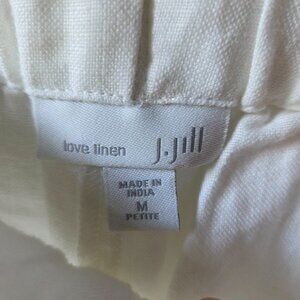 love linen J.Jill
MADE IN
INDIA
M
PETITE